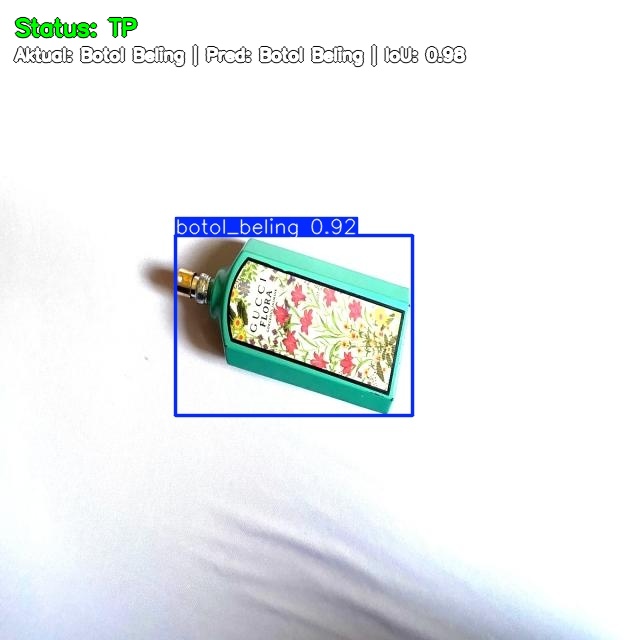 Status: TP
Aktual: Botol Beling | Pred: Botol Beling | IoU: 0.98
botol_beling 0.92
GUCCI
FLORA